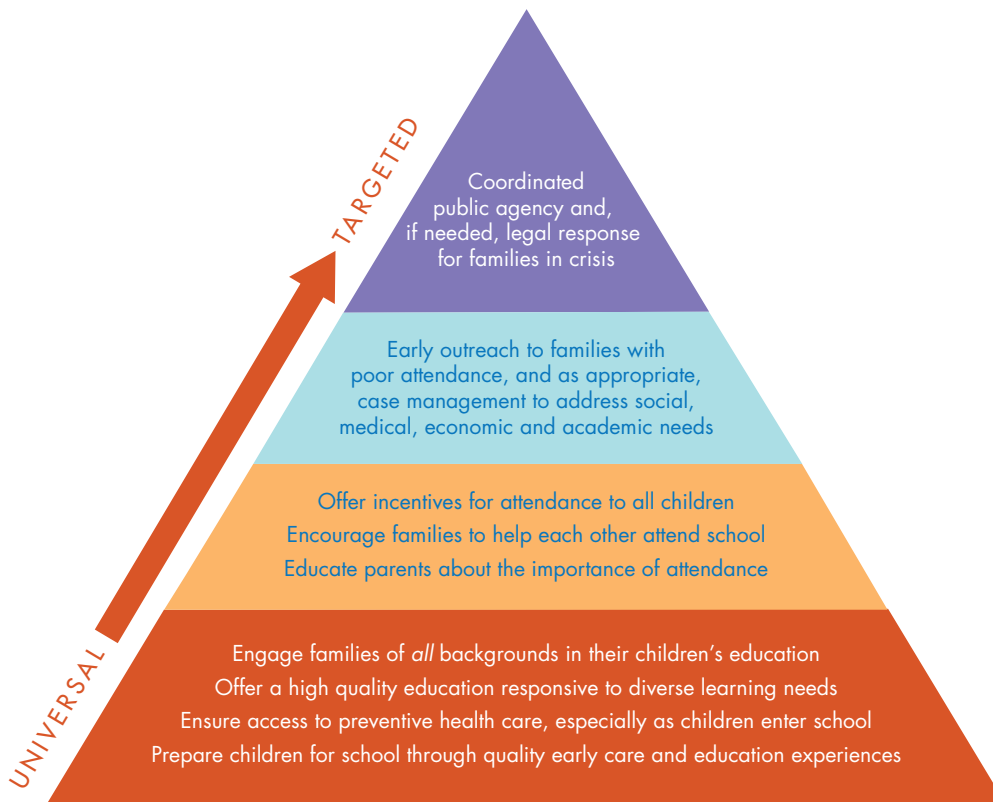 TARGETED
UNIVERSAL
Coordinated
public agency and,
if needed, legal response
for families in crisis
Early outreach to families with
poor attendance, and as appropriate,
case management to address social,
medical, economic and academic needs
Offer incentives for attendance to all children
Encourage families to help each other attend school
Educate parents about the importance of attendance
Engage families of all backgrounds in their children’s education
Offer a high quality education responsive to diverse learning needs
Ensure access to preventive health care, especially as children enter school
Prepare children for school through quality early care and education experiences